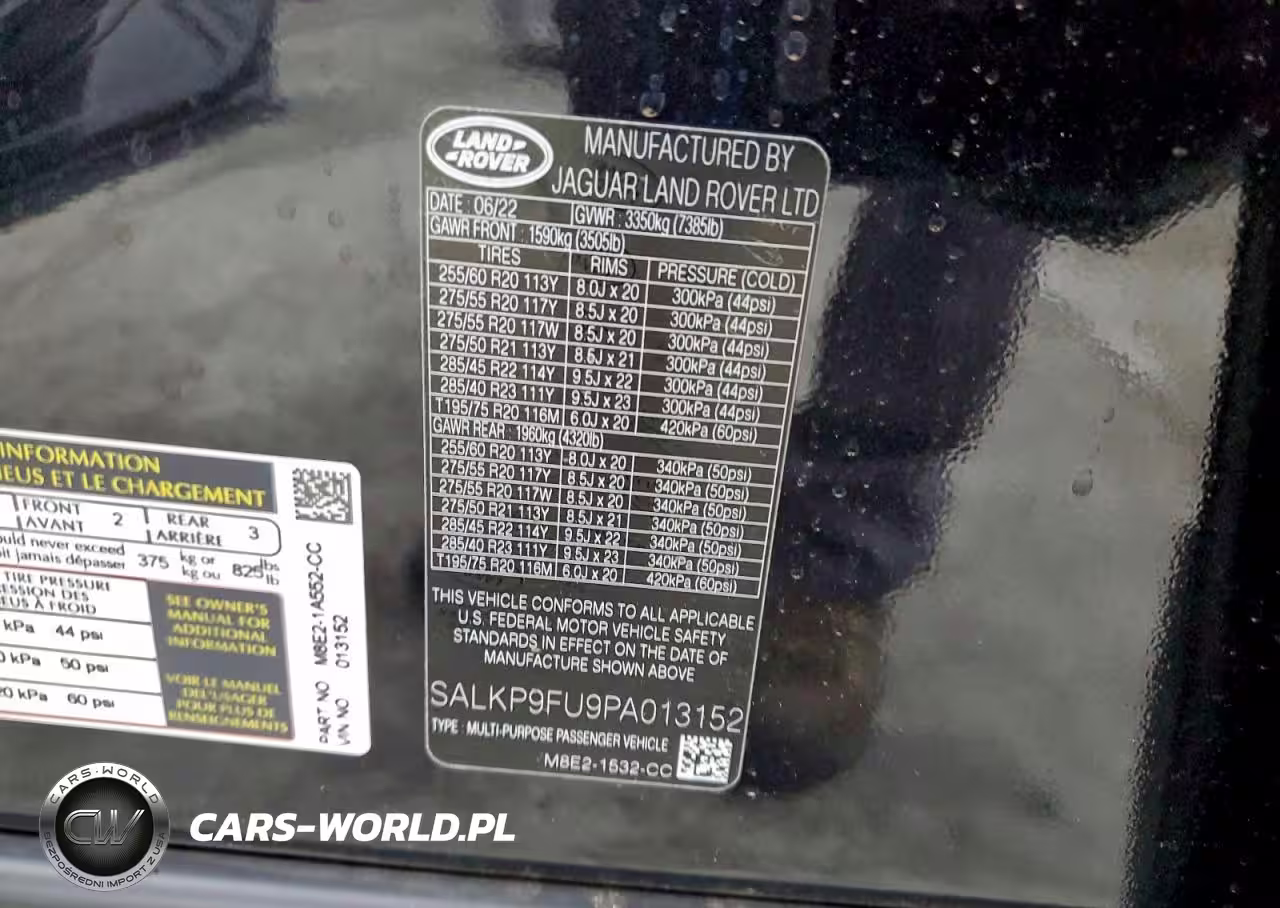 LAND ROVER
MANUFACTURED BY
JAGUAR LAND ROVER LTD
DATE : 06/22 GVWR : 3350kg (7385lb)
GAWR FRONT : 1590kg (3505lb)
TIRES RIMS PRESSURE (COLD)
255/60 R20 113Y 8.0J x 20 300kPa (44psi)
275/55 R20 117Y 8.5J x 20 300kPa (44psi)
275/55 R20 117W 8.5J x 20 300kPa (44psi)
275/50 R21 113Y 8.5J x 21 300kPa (44psi)
285/45 R22 114Y 9.5J x 22 300kPa (44psi)
285/40 R23 111Y 9.5J x 23 300kPa (44psi)
T195/75 R20 116M 6.0J x 20 420kPa (60psi)
GAWR REAR : 1960kg (4320lb)
255/60 R20 113Y 8.0J x 20 340kPa (50psi)
275/55 R20 117Y 8.5J x 20 340kPa (50psi)
275/55 R20 117W 8.5J x 20 340kPa (50psi)
275/50 R21 113Y 8.5J x 21 340kPa (50psi)
285/45 R22 114Y 9.5J x 22 340kPa (50psi)
285/40 R23 111Y 9.5J x 23 340kPa (50psi)
T195/75 R20 116M 6.0J x 20 420kPa (60psi)
THIS VEHICLE CONFORMS TO ALL APPLICABLE
U.S. FEDERAL MOTOR VEHICLE SAFETY
STANDARDS IN EFFECT ON THE DATE OF
MANUFACTURE SHOWN ABOVE
SALKP9FU9PA013152
TYPE : MULTI-PURPOSE PASSENGER VEHICLE
M8E2-1532-CC
INFORMATION
NEUS ET LE CHARGEMENT
FRONT 2 REAR 3
AVANT ARRIÈRE
ould never exceed 375 kg or 825 lbs
oit jamais dépasser kg ou lb
TIRE PRESSURE
ESSION DES
EUS À FROID
kPa 44 psi
0 kPa 50 psi
20 kPa 60 psi
SEE OWNER'S
MANUAL FOR
ADDITIONAL
INFORMATION
VOIR LE MANUEL
DE L'USAGER
POUR PLUS DE
RENSEIGNEMENTS
PART NO M8E2-1A552-CC
VIN NO 013152
CARS-WORLD
CW
BEZPOŚREDNI IMPORT Z USA
CARS-WORLD.PL